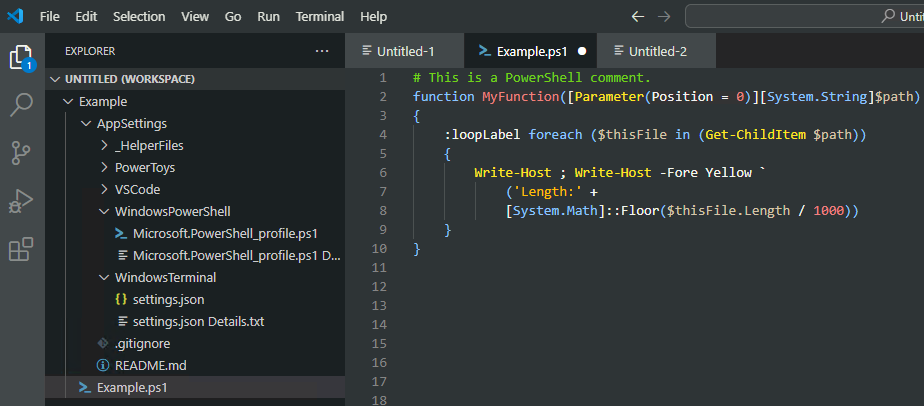 File Edit Selection View Go Run Terminal Help
Untit
EXPLORER
Untitled-1
Example.ps1
Untitled-2
1
UNTITLED (WORKSPACE)
Example
AppSettings
_HelperFiles
PowerToys
VSCode
WindowsPowerShell
Microsoft.PowerShell_profile.ps1
Microsoft.PowerShell_profile.ps1 D...
WindowsTerminal
{} settings.json
settings.json Details.txt
.gitignore
README.md
Example.ps1
1 # This is a PowerShell comment.
2 function MyFunction([Parameter(Position = 0)][System.String]$path)
3 {
4 :loopLabel foreach ($thisFile in (Get-ChildItem $path))
5 {
6 Write-Host ; Write-Host -Fore Yellow `
7 ('Length:' +
8 [System.Math]::Floor($thisFile.Length / 1000))
9 }
10 }
11
12
13
14
15
16
17
18